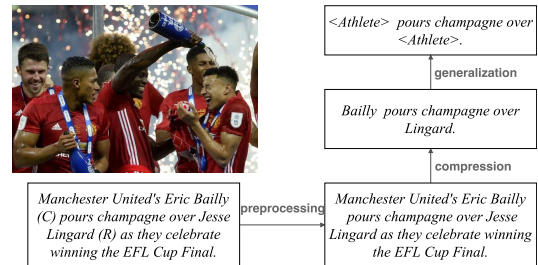 <Athlete> pours champagne over
<Athlete>.
generalization
Bailly pours champagne over
Lingard.
compression
Manchester United's Eric Bailly
(C) pours champagne over Jesse
Lingard (R) as they celebrate
winning the EFL Cup Final.
preprocessing
Manchester United's Eric Bailly
pours champagne over Jesse
Lingard as they celebrate winning
the EFL Cup Final.